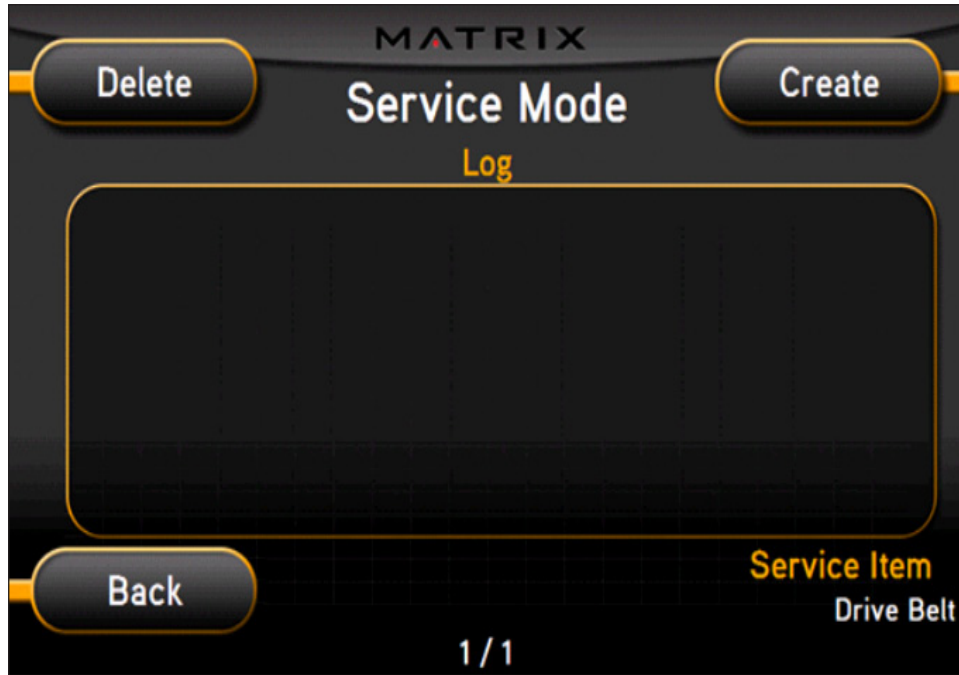 MATRIX
Delete
Service Mode
Create
Log
Back
Service Item
Drive Belt
1 / 1